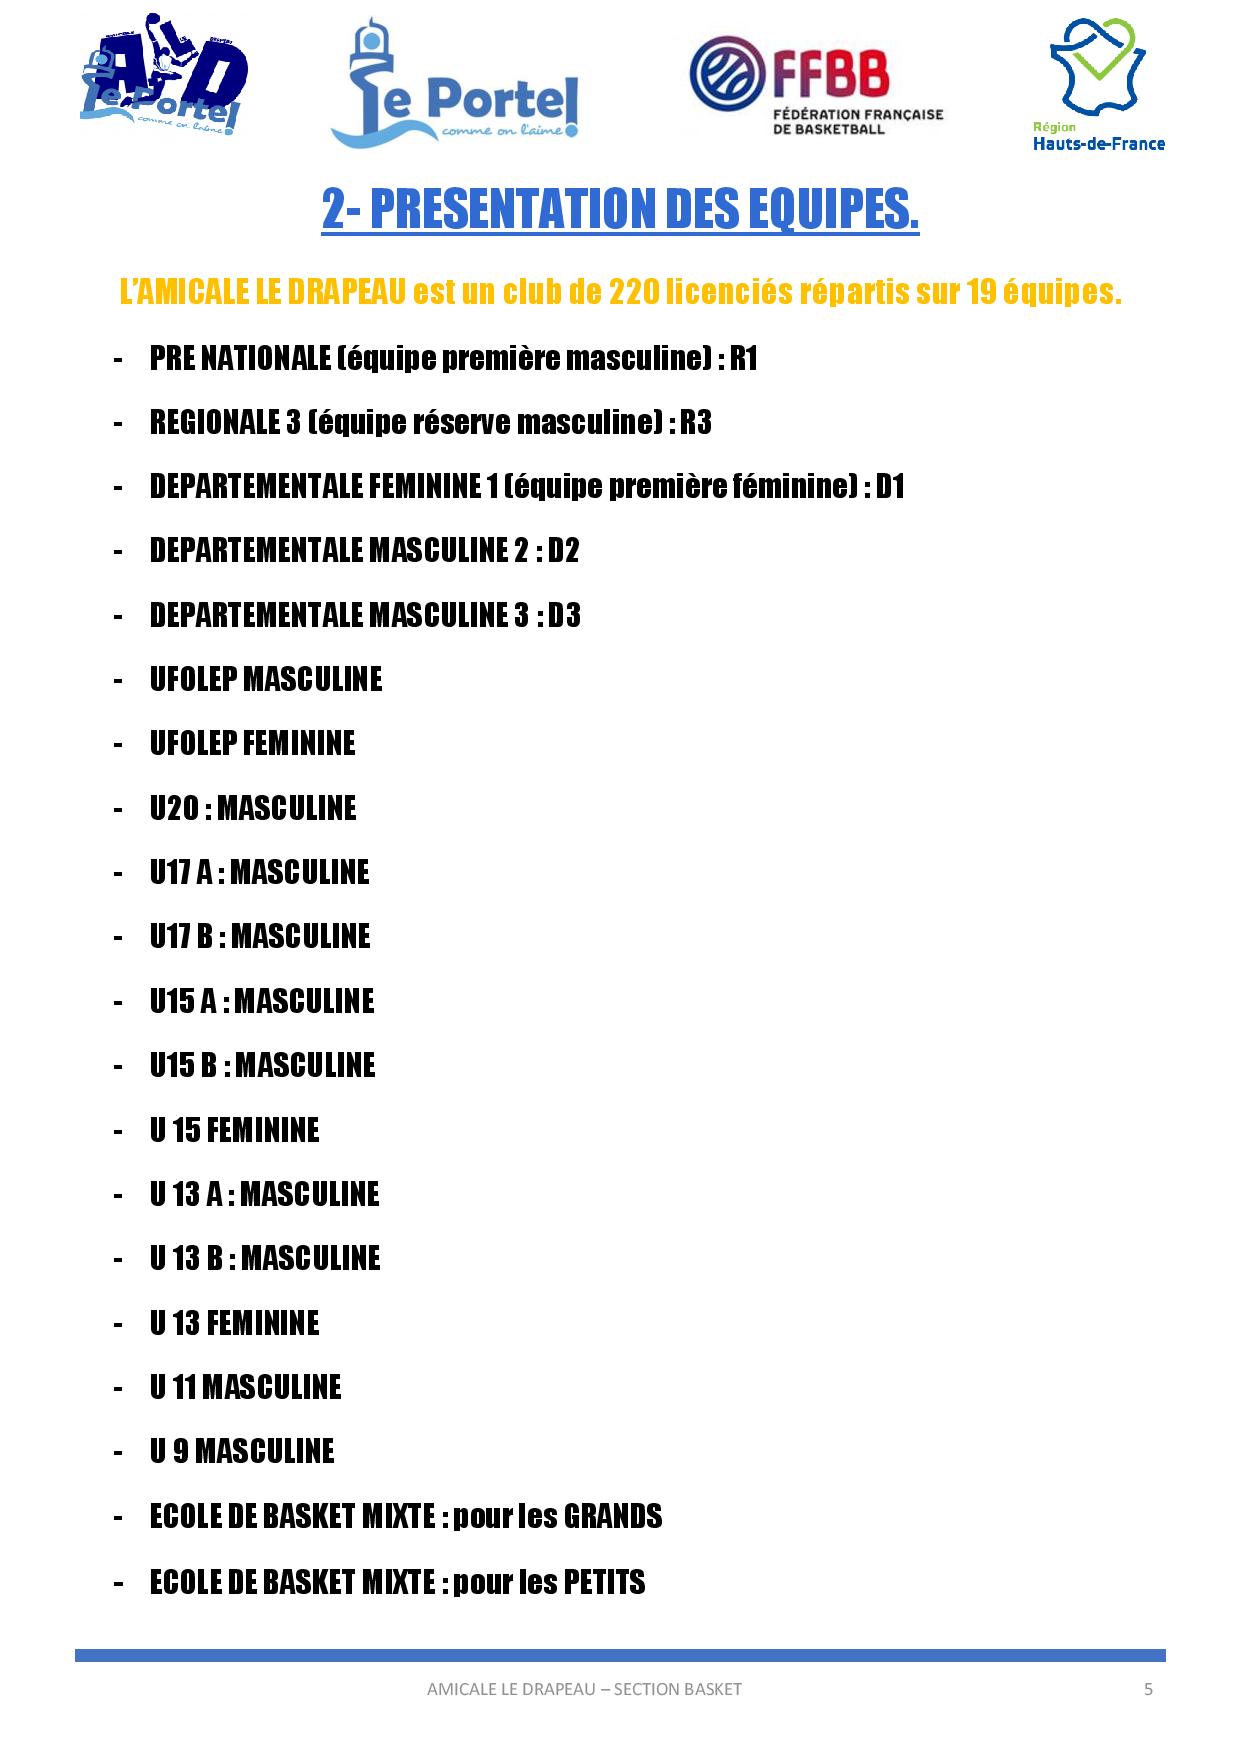 ALD
Le Portel
comme on l'aime
Le Portel
comme on l'aime
FFBB
FÉDÉRATION FRANÇAISE
DE BASKETBALL
Région
Hauts-de-France
2- PRESENTATION DES EQUIPES.
L'AMICALE LE DRAPEAU est un club de 220 licenciés répartis sur 19 équipes.
- PRE NATIONALE (équipe première masculine) : R1
- REGIONALE 3 (équipe réserve masculine) : R3
- DEPARTEMENTALE FEMININE 1 (équipe première féminine) : D1
- DEPARTEMENTALE MASCULINE 2 : D2
- DEPARTEMENTALE MASCULINE 3 : D3
- UFOLEP MASCULINE
- UFOLEP FEMININE
- U20 : MASCULINE
- U17 A : MASCULINE
- U17 B : MASCULINE
- U15 A : MASCULINE
- U15 B : MASCULINE
- U 15 FEMININE
- U 13 A : MASCULINE
- U 13 B : MASCULINE
- U 13 FEMININE
- U 11 MASCULINE
- U 9 MASCULINE
- ECOLE DE BASKET MIXTE : pour les GRANDS
- ECOLE DE BASKET MIXTE : pour les PETITS
AMICALE LE DRAPEAU – SECTION BASKET 5